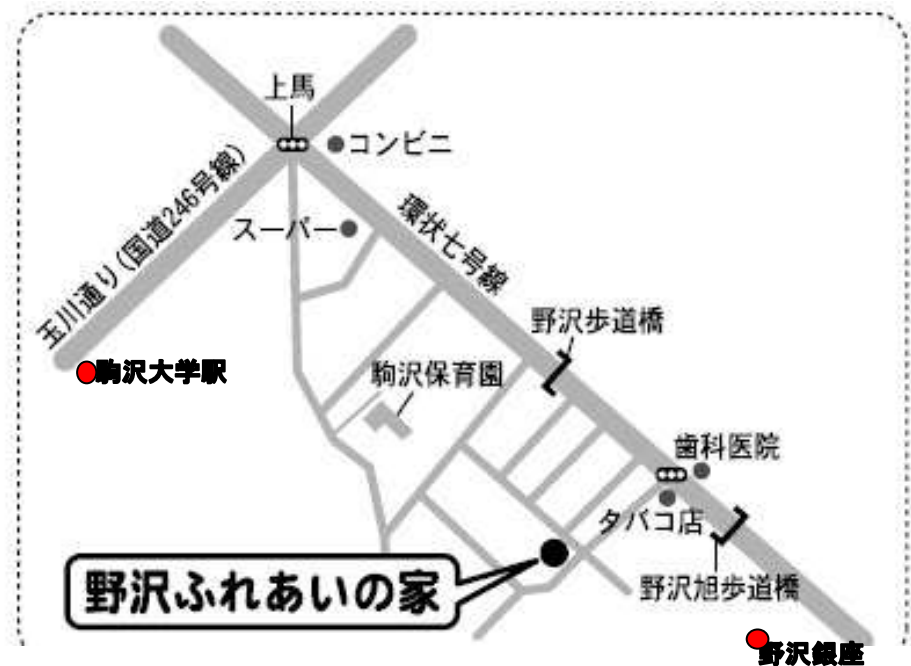 上馬
コンビニ
玉川通り(国道246号線)
スーパー
環状七号線
野沢歩道橋
駒沢大学駅
駒沢保育園
歯科医院
タバコ店
野沢ふれあいの家
野沢旭歩道橋
野沢銀座